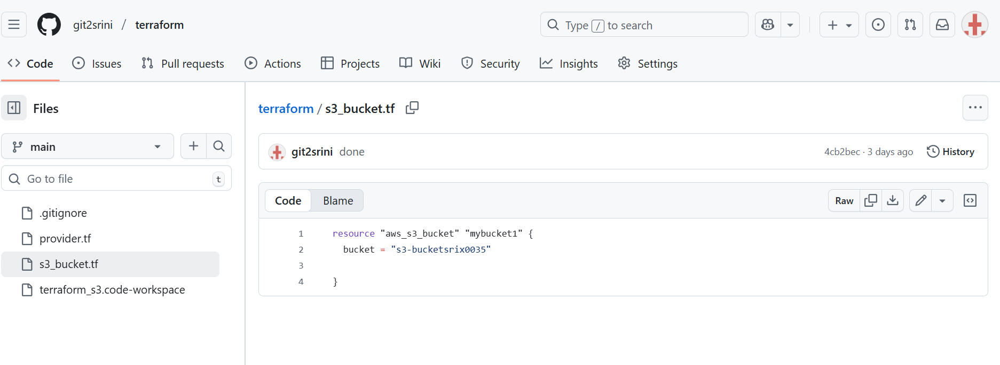 git2srini / terraform
Type / to search
Code Issues Pull requests Actions Projects Wiki Security Insights Settings
Files
main
Go to file t
.gitignore
provider.tf
s3_bucket.tf
terraform_s3.code-workspace
terraform / s3_bucket.tf
git2srini done 4cb2bec · 3 days ago History
Code Blame Raw
1 resource "aws_s3_bucket" "mybucket1" {
2 bucket = "s3-bucketsrix0035"
3
4 }